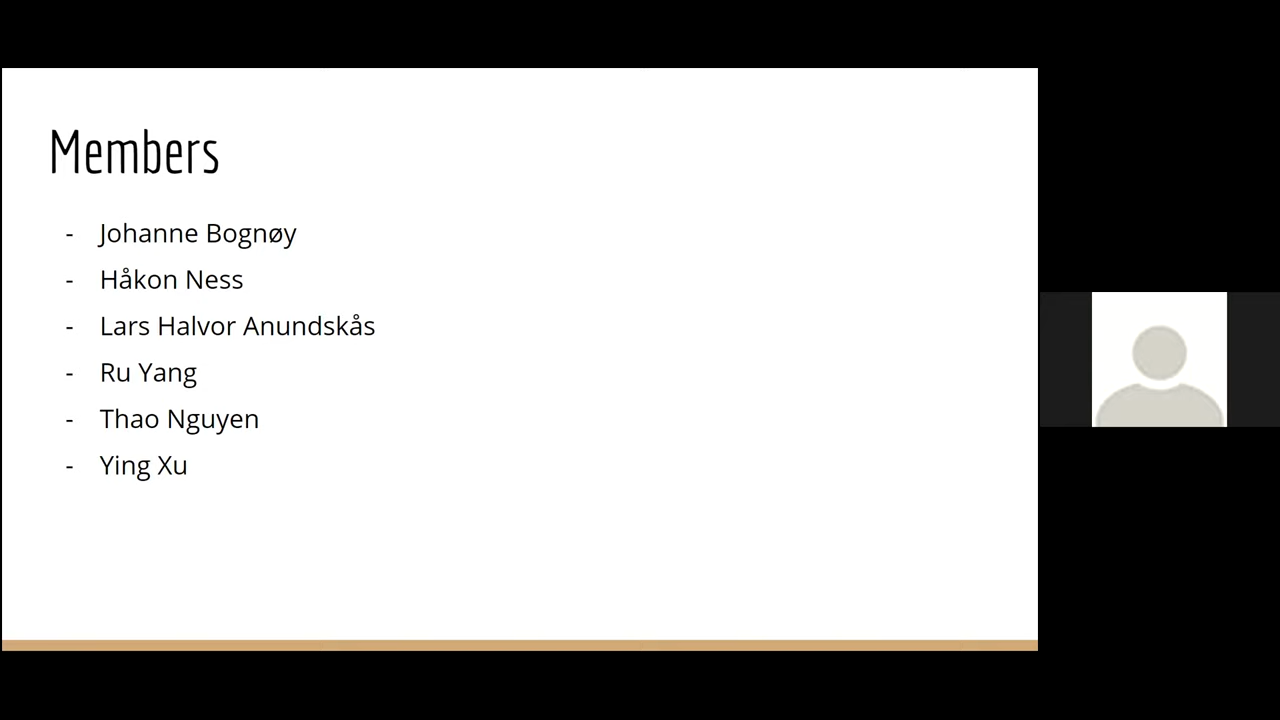 Members
- Johanne Bognøy
- Håkon Ness
- Lars Halvor Anundskås
- Ru Yang
- Thao Nguyen
- Ying Xu